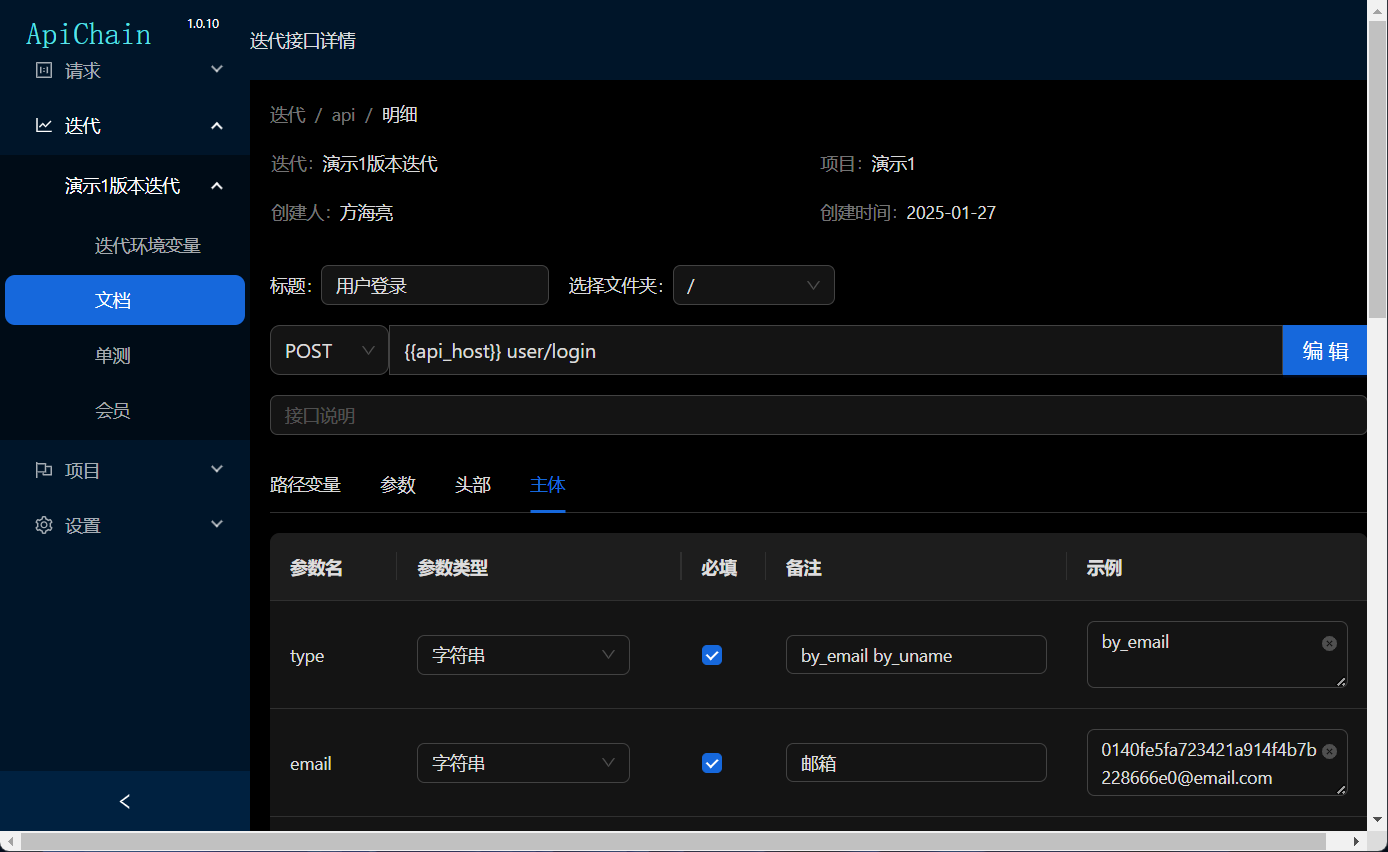 ApiChain 1.0.10
请求
迭代
演示1版本迭代
迭代环境变量
文档
单测
会员
项目
设置
迭代接口详情
迭代 / api / 明细
迭代: 演示1版本迭代 项目: 演示1
创建人: 方海亮 创建时间: 2025-01-27
标题: 用户登录 选择文件夹: /
POST {{api_host}} user/login 编 辑
接口说明
路径变量 参数 头部 主体
参数名 参数类型 必填 备注 示例
type 字符串 by_email by_uname by_email
email 字符串 邮箱 0140fe5fa723421a914f4b7b
228666e0@email.com